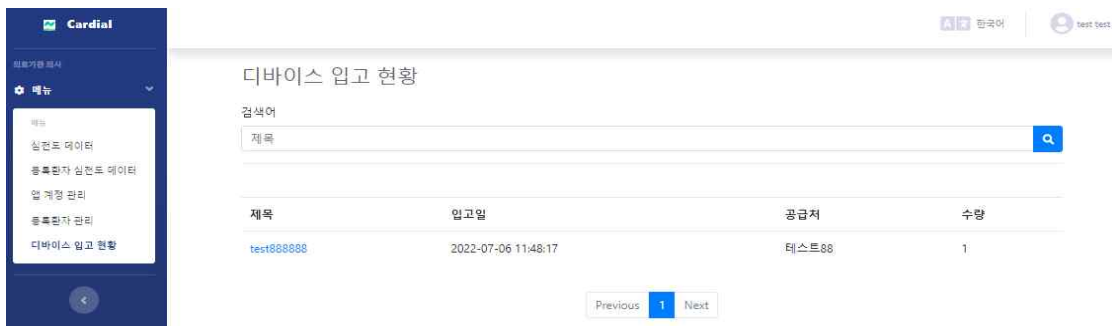 Cardial
의료기관 의사
메뉴
메뉴
심전도 데이터
등록환자 심전도 데이터
앱 계정 관리
등록환자 관리
디바이스 입고 현황
한국어
test test
디바이스 입고 현황
검색어
제목
제목 입고일 공급처 수량
test888888 2022-07-06 11:48:17 테스트88 1
Previous 1 Next